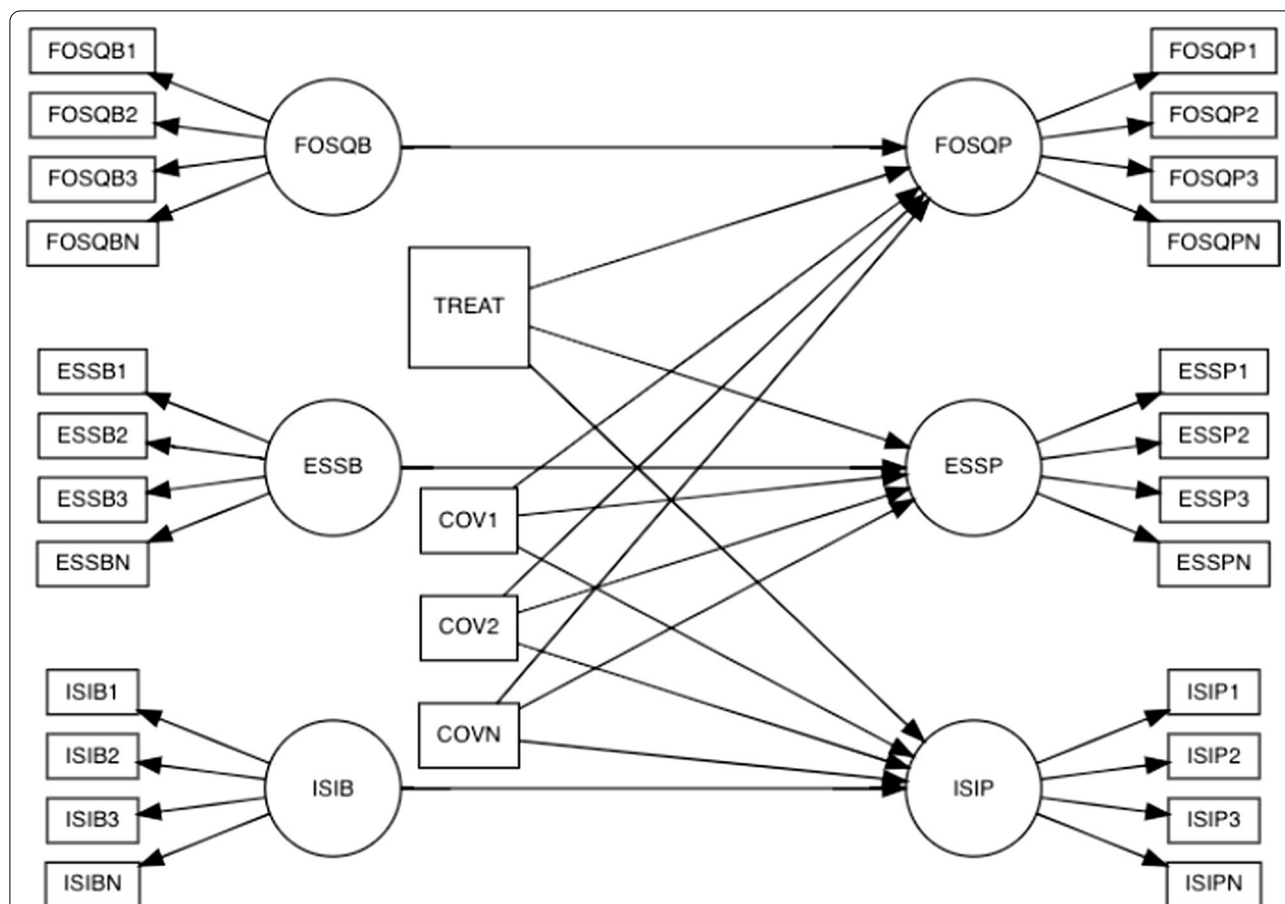 FOSQB1
FOSQB2
FOSQB3
FOSQBN
FOSQB
FOSQP
FOSQP1
FOSQP2
FOSQP3
FOSQPN
TREAT
ESSB1
ESSB2
ESSB3
ESSBN
ESSB
ESSP
ESSP1
ESSP2
ESSP3
ESSPN
COV1
COV2
COVN
ISIB1
ISIB2
ISIB3
ISIBN
ISIB
ISIP
ISIP1
ISIP2
ISIP3
ISIPN